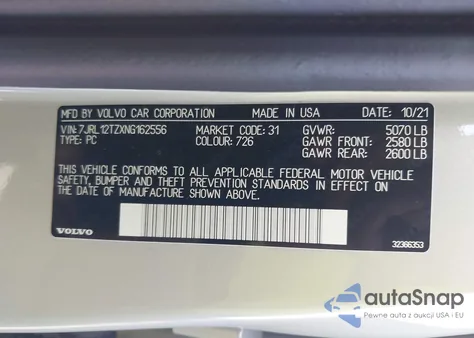 MFD. BY VOLVO CAR CORPORATION MADE IN USA DATE: 10/21
VIN: 7JRL12TZXNG162556 MARKET CODE: 31 GVWR: 5070 LB
TYPE: PC COLOUR: 726 GAWR FRONT: 2580 LB
GAWR REAR: 2600 LB
THIS VEHICLE CONFORMS TO ALL APPLICABLE FEDERAL MOTOR VEHICLE
SAFETY, BUMPER AND THEFT PREVENTION STANDARDS IN EFFECT ON
THE DATE OF MANUFACTURE SHOWN ABOVE.
VOLVO 32366353
autoSnap
Pewne auta z aukcji USA i EU